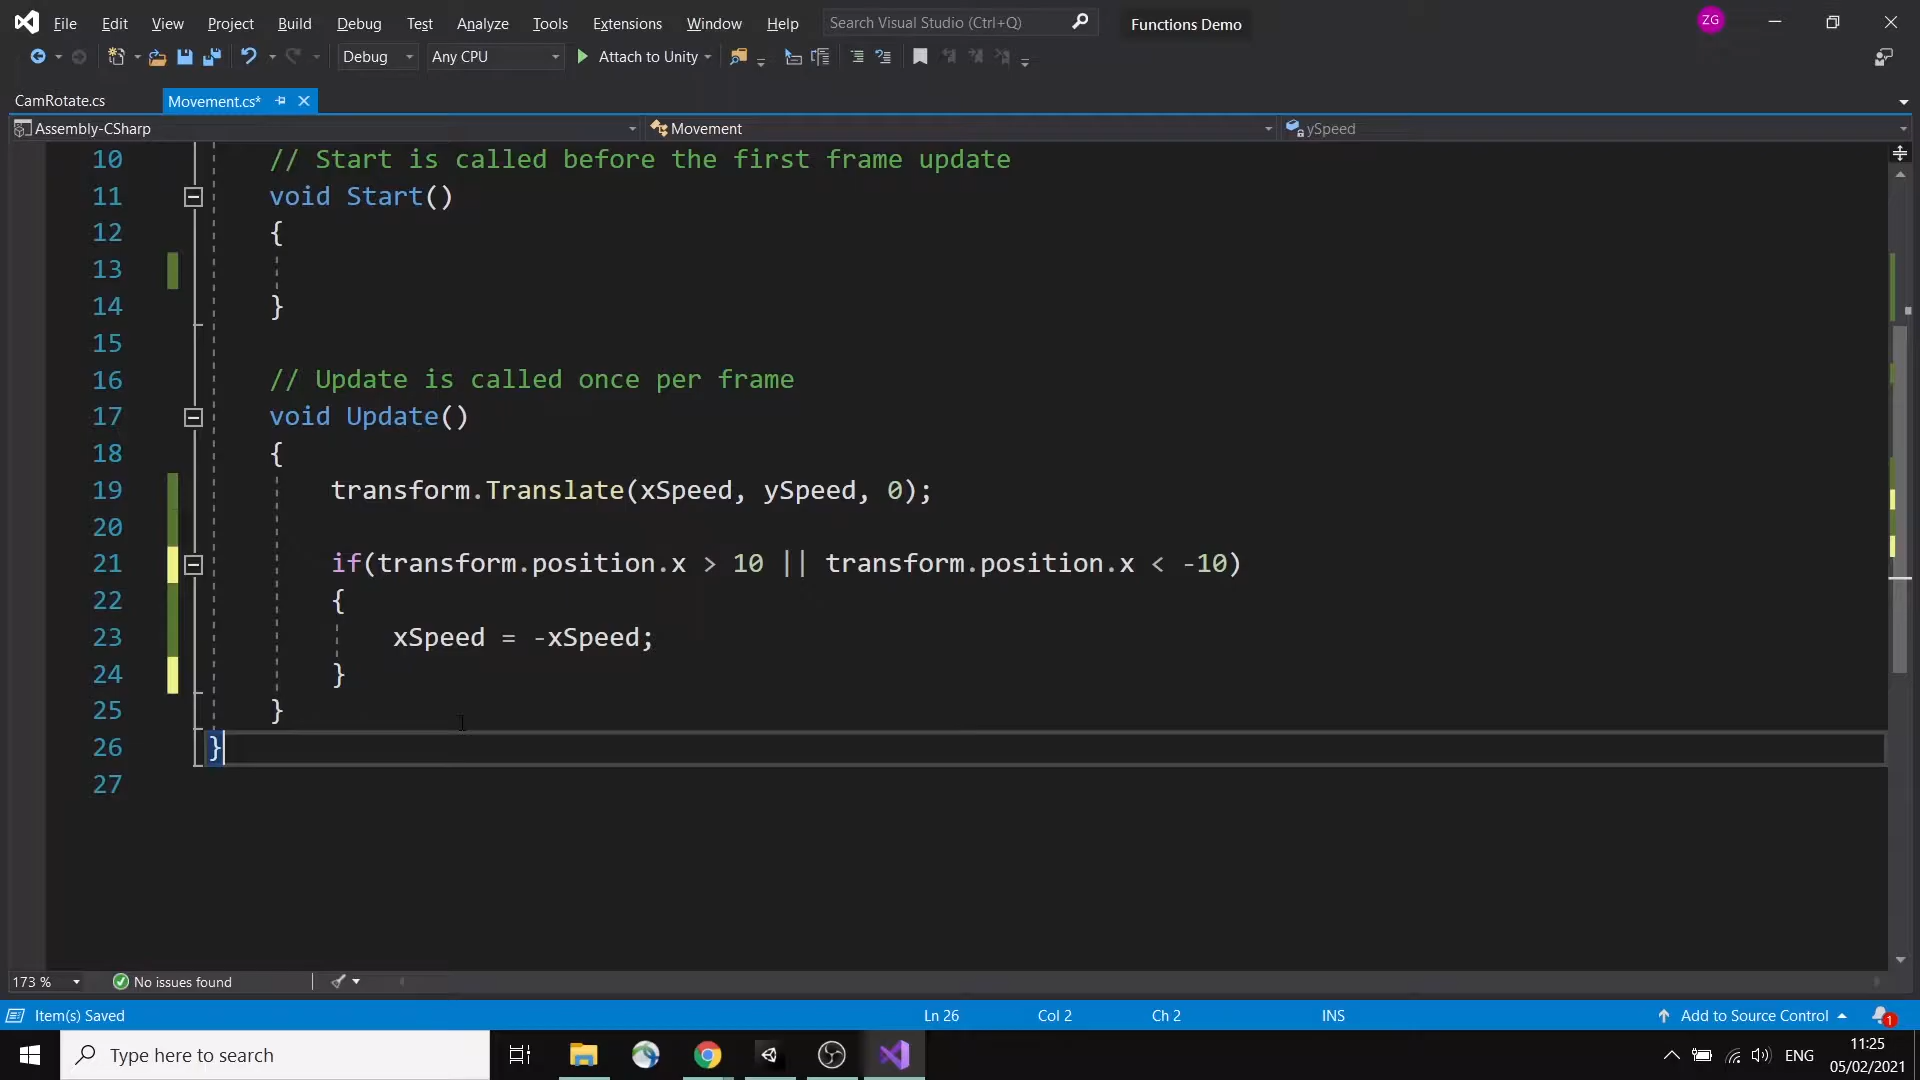 File Edit View Project Build Debug Test Analyze Tools Extensions Window Help Search Visual Studio (Ctrl+Q) Functions Demo ZG
Debug Any CPU Attach to Unity
CamRotate.cs Movement.cs*
Assembly-CSharp Movement ySpeed
10 // Start is called before the first frame update
11 void Start()
12 {
13
14 }
15
16 // Update is called once per frame
17 void Update()
18 {
19 transform.Translate(xSpeed, ySpeed, 0);
20
21 if(transform.position.x > 10 || transform.position.x < -10)
22 {
23 xSpeed = -xSpeed;
24 }
25 }
26 }
27
173 % No issues found
Item(s) Saved Ln 26 Col 2 Ch 2 INS Add to Source Control 1
Type here to search ENG 11:25
05/02/2021